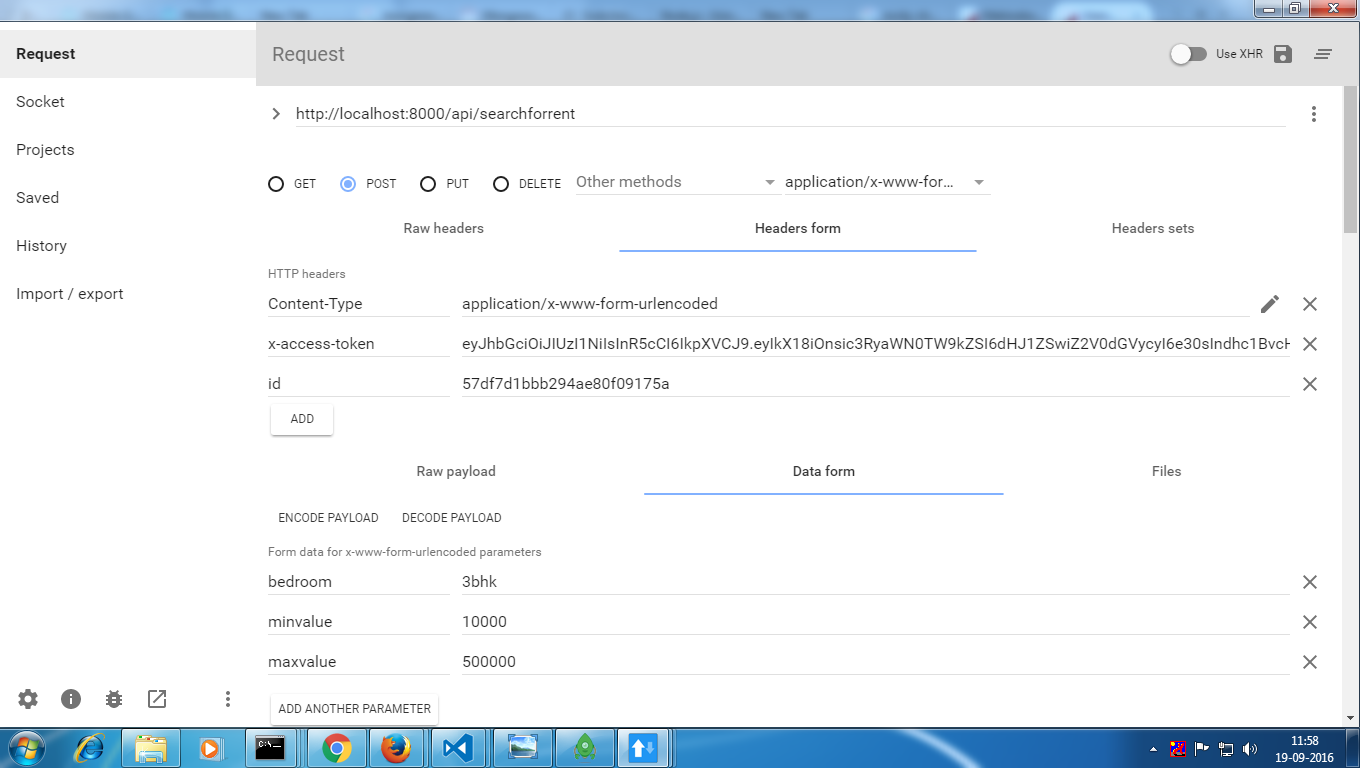 Request
Socket
Projects
Saved
History
Import / export
Request
Use XHR
http://localhost:8000/api/searchforrent
GET POST PUT DELETE Other methods application/x-www-for...
Raw headers Headers form Headers sets
HTTP headers
Content-Type application/x-www-form-urlencoded
x-access-token eyJhbGciOiJIUzI1NiIsInR5cCI6IkpXVCJ9.eyIkX18iOnsic3RyaWN0TW9kZSI6dHJ1ZSwiZ2V0dGVycyI6e30sIndhc1BvcH
id 57df7d1bbb294ae80f09175a
ADD
Raw payload Data form Files
ENCODE PAYLOAD DECODE PAYLOAD
Form data for x-www-form-urlencoded parameters
bedroom 3bhk
minvalue 10000
maxvalue 500000
ADD ANOTHER PARAMETER
C:\
11:58
19-09-2016